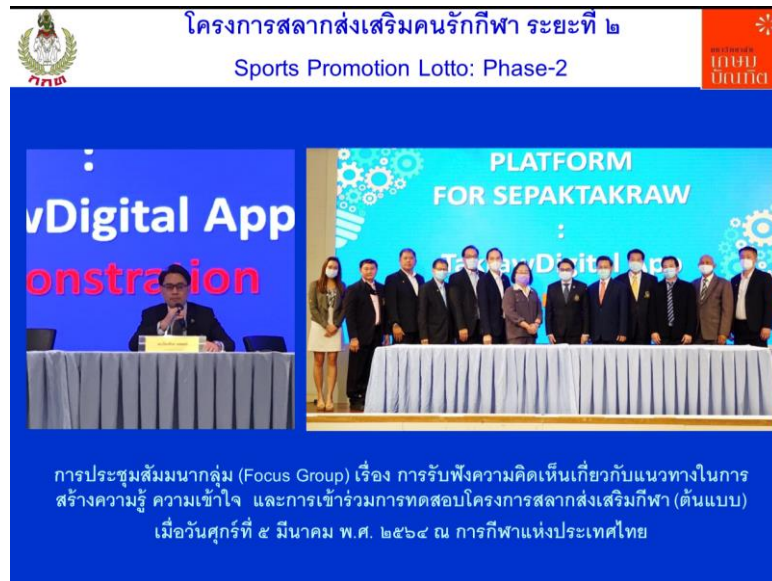 โครงการสลากส่งเสริมคนรักกีฬา ระยะที่ ๒
Sports Promotion Lotto: Phase-2
กกท
เกษม
บัณฑิต
:
wDigital App
onstration
PLATFORM
FOR SEPAKTAKRAW
:
TakrawDigital App
การประชุมสัมมนากลุ่ม (Focus Group) เรื่อง การรับฟังความคิดเห็นเกี่ยวกับแนวทางในการ
สร้างความรู้ ความเข้าใจ และการเข้าร่วมการทดสอบโครงการสลากส่งเสริมกีฬา (ต้นแบบ)
เมื่อวันศุกร์ที่ ๕ มีนาคม พ.ศ. ๒๕๖๔ ณ การกีฬาแห่งประเทศไทย